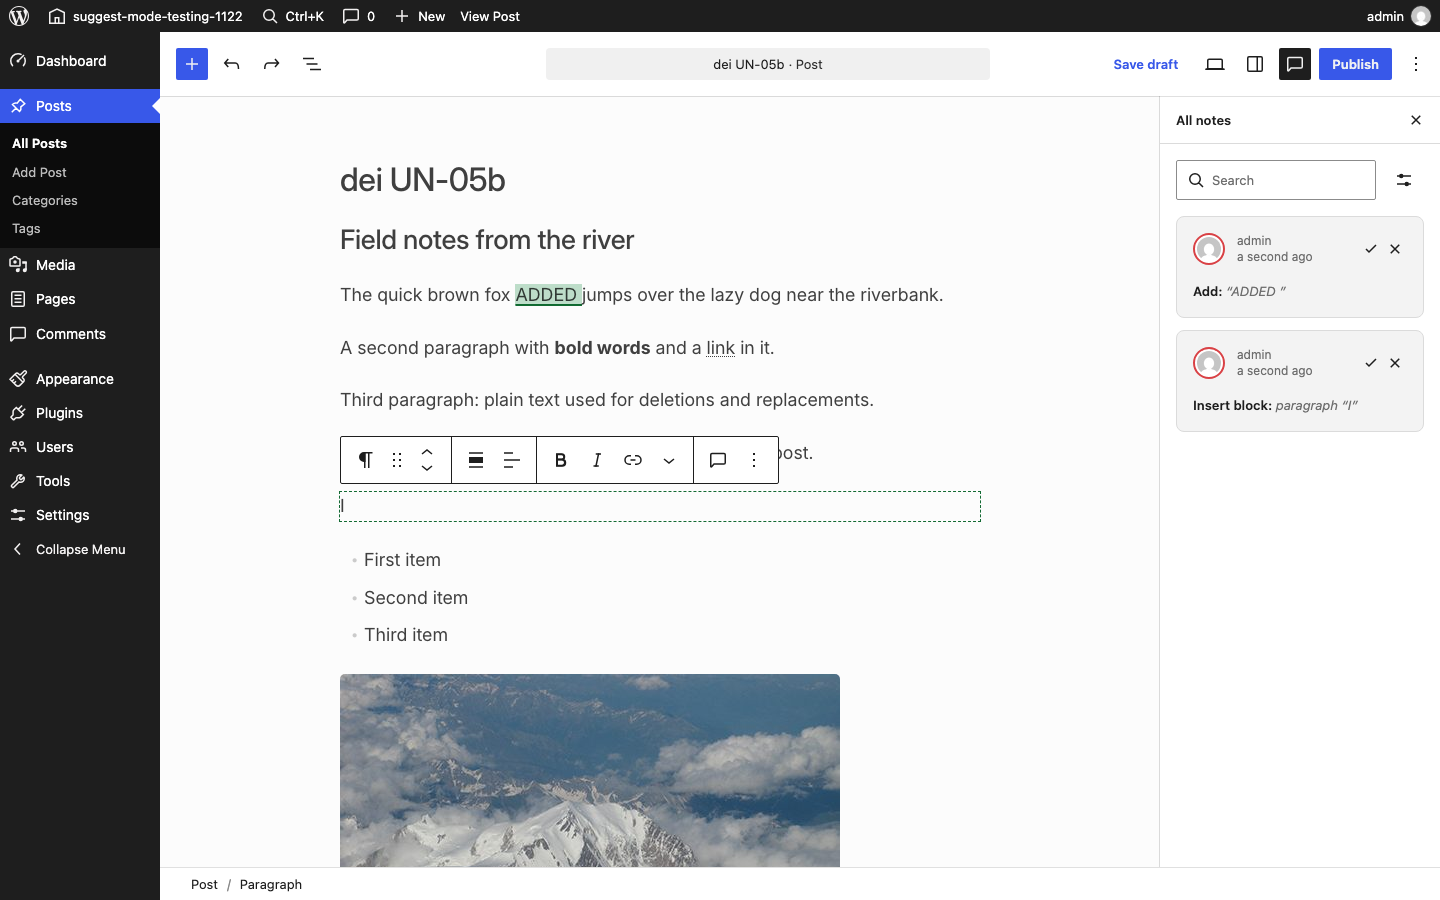 suggest-mode-testing-1122
Ctrl+K
0
New
View Post
admin
Dashboard
Posts
All Posts
Add Post
Categories
Tags
Media
Pages
Comments
Appearance
Plugins
Users
Tools
Settings
Collapse Menu
dei UN-05b · Post
Save draft
Publish
dei UN-05b
Field notes from the river
The quick brown fox ADDED jumps over the lazy dog near the riverbank.
A second paragraph with bold words and a link in it.
Third paragraph: plain text used for deletions and replacements.
post.
I
First item
Second item
Third item
All notes
Search
admin
a second ago
Add: “ADDED ”
admin
a second ago
Insert block: paragraph “I”
Post / Paragraph